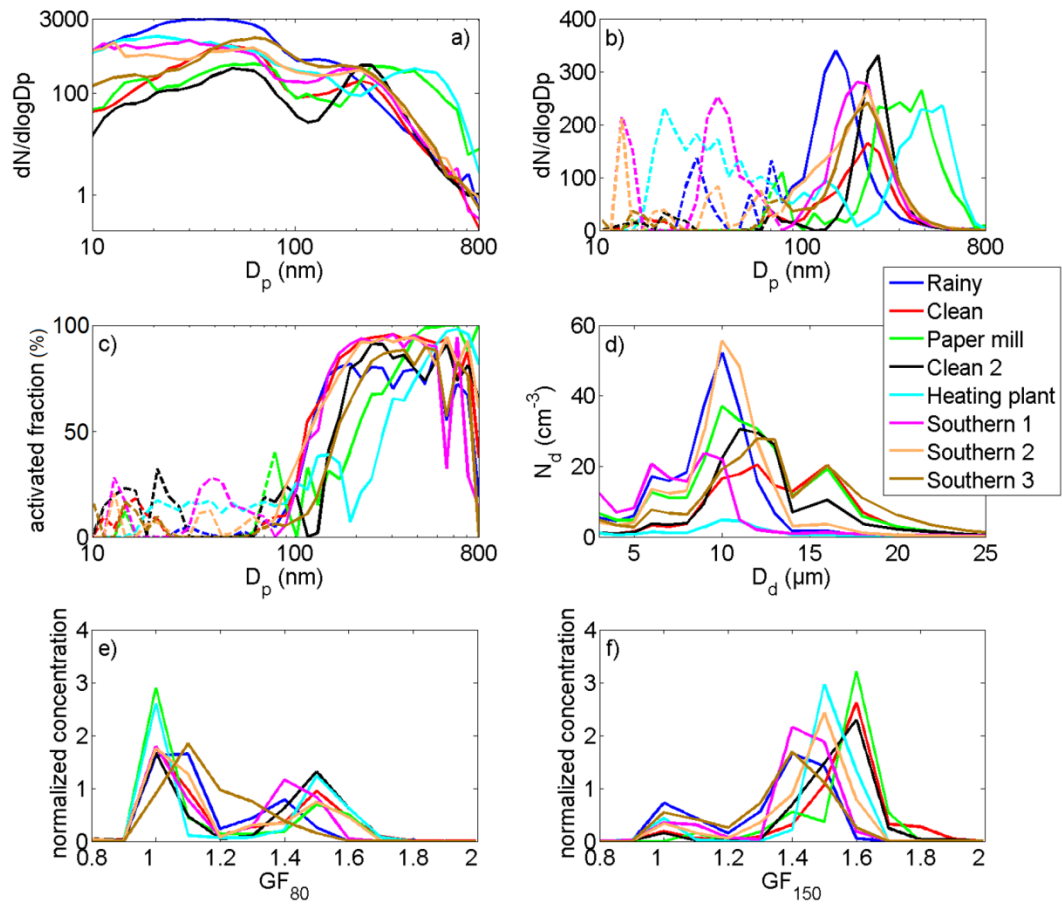 3000
100
1
dN/dlogDp
a)
10
100
800
D_p (nm)
400
300
200
100
0
dN/dlogDp
b)
10
100
800
D_p (nm)
100
50
0
activated fraction (%)
c)
10
100
800
D_p (nm)
60
40
20
0
N_d (cm⁻³)
d)
5
10
15
20
25
D_d (µm)
Rainy
Clean
Paper mill
Clean 2
Heating plant
Southern 1
Southern 2
Southern 3
4
3
2
1
0
normalized concentration
e)
0.8
1
1.2
1.4
1.6
1.8
2
GF_80
4
3
2
1
0
normalized concentration
f)
0.8
1
1.2
1.4
1.6
1.8
2
GF_150